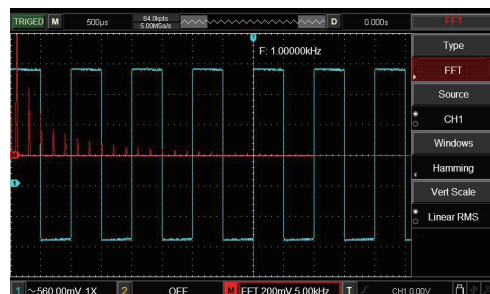 TRIGED M 500μs 64.0kpts 5.00MSa/s D 0.000s FFT
F: 1.00000kHz
Type
FFT
Source
CH1
Windows
Hamming
Vert Scale
Linear RMS
M
1
1 ~560.00mV 1X 2 OFF M FFT 200mV 5.00kHz T CH1 0.00V